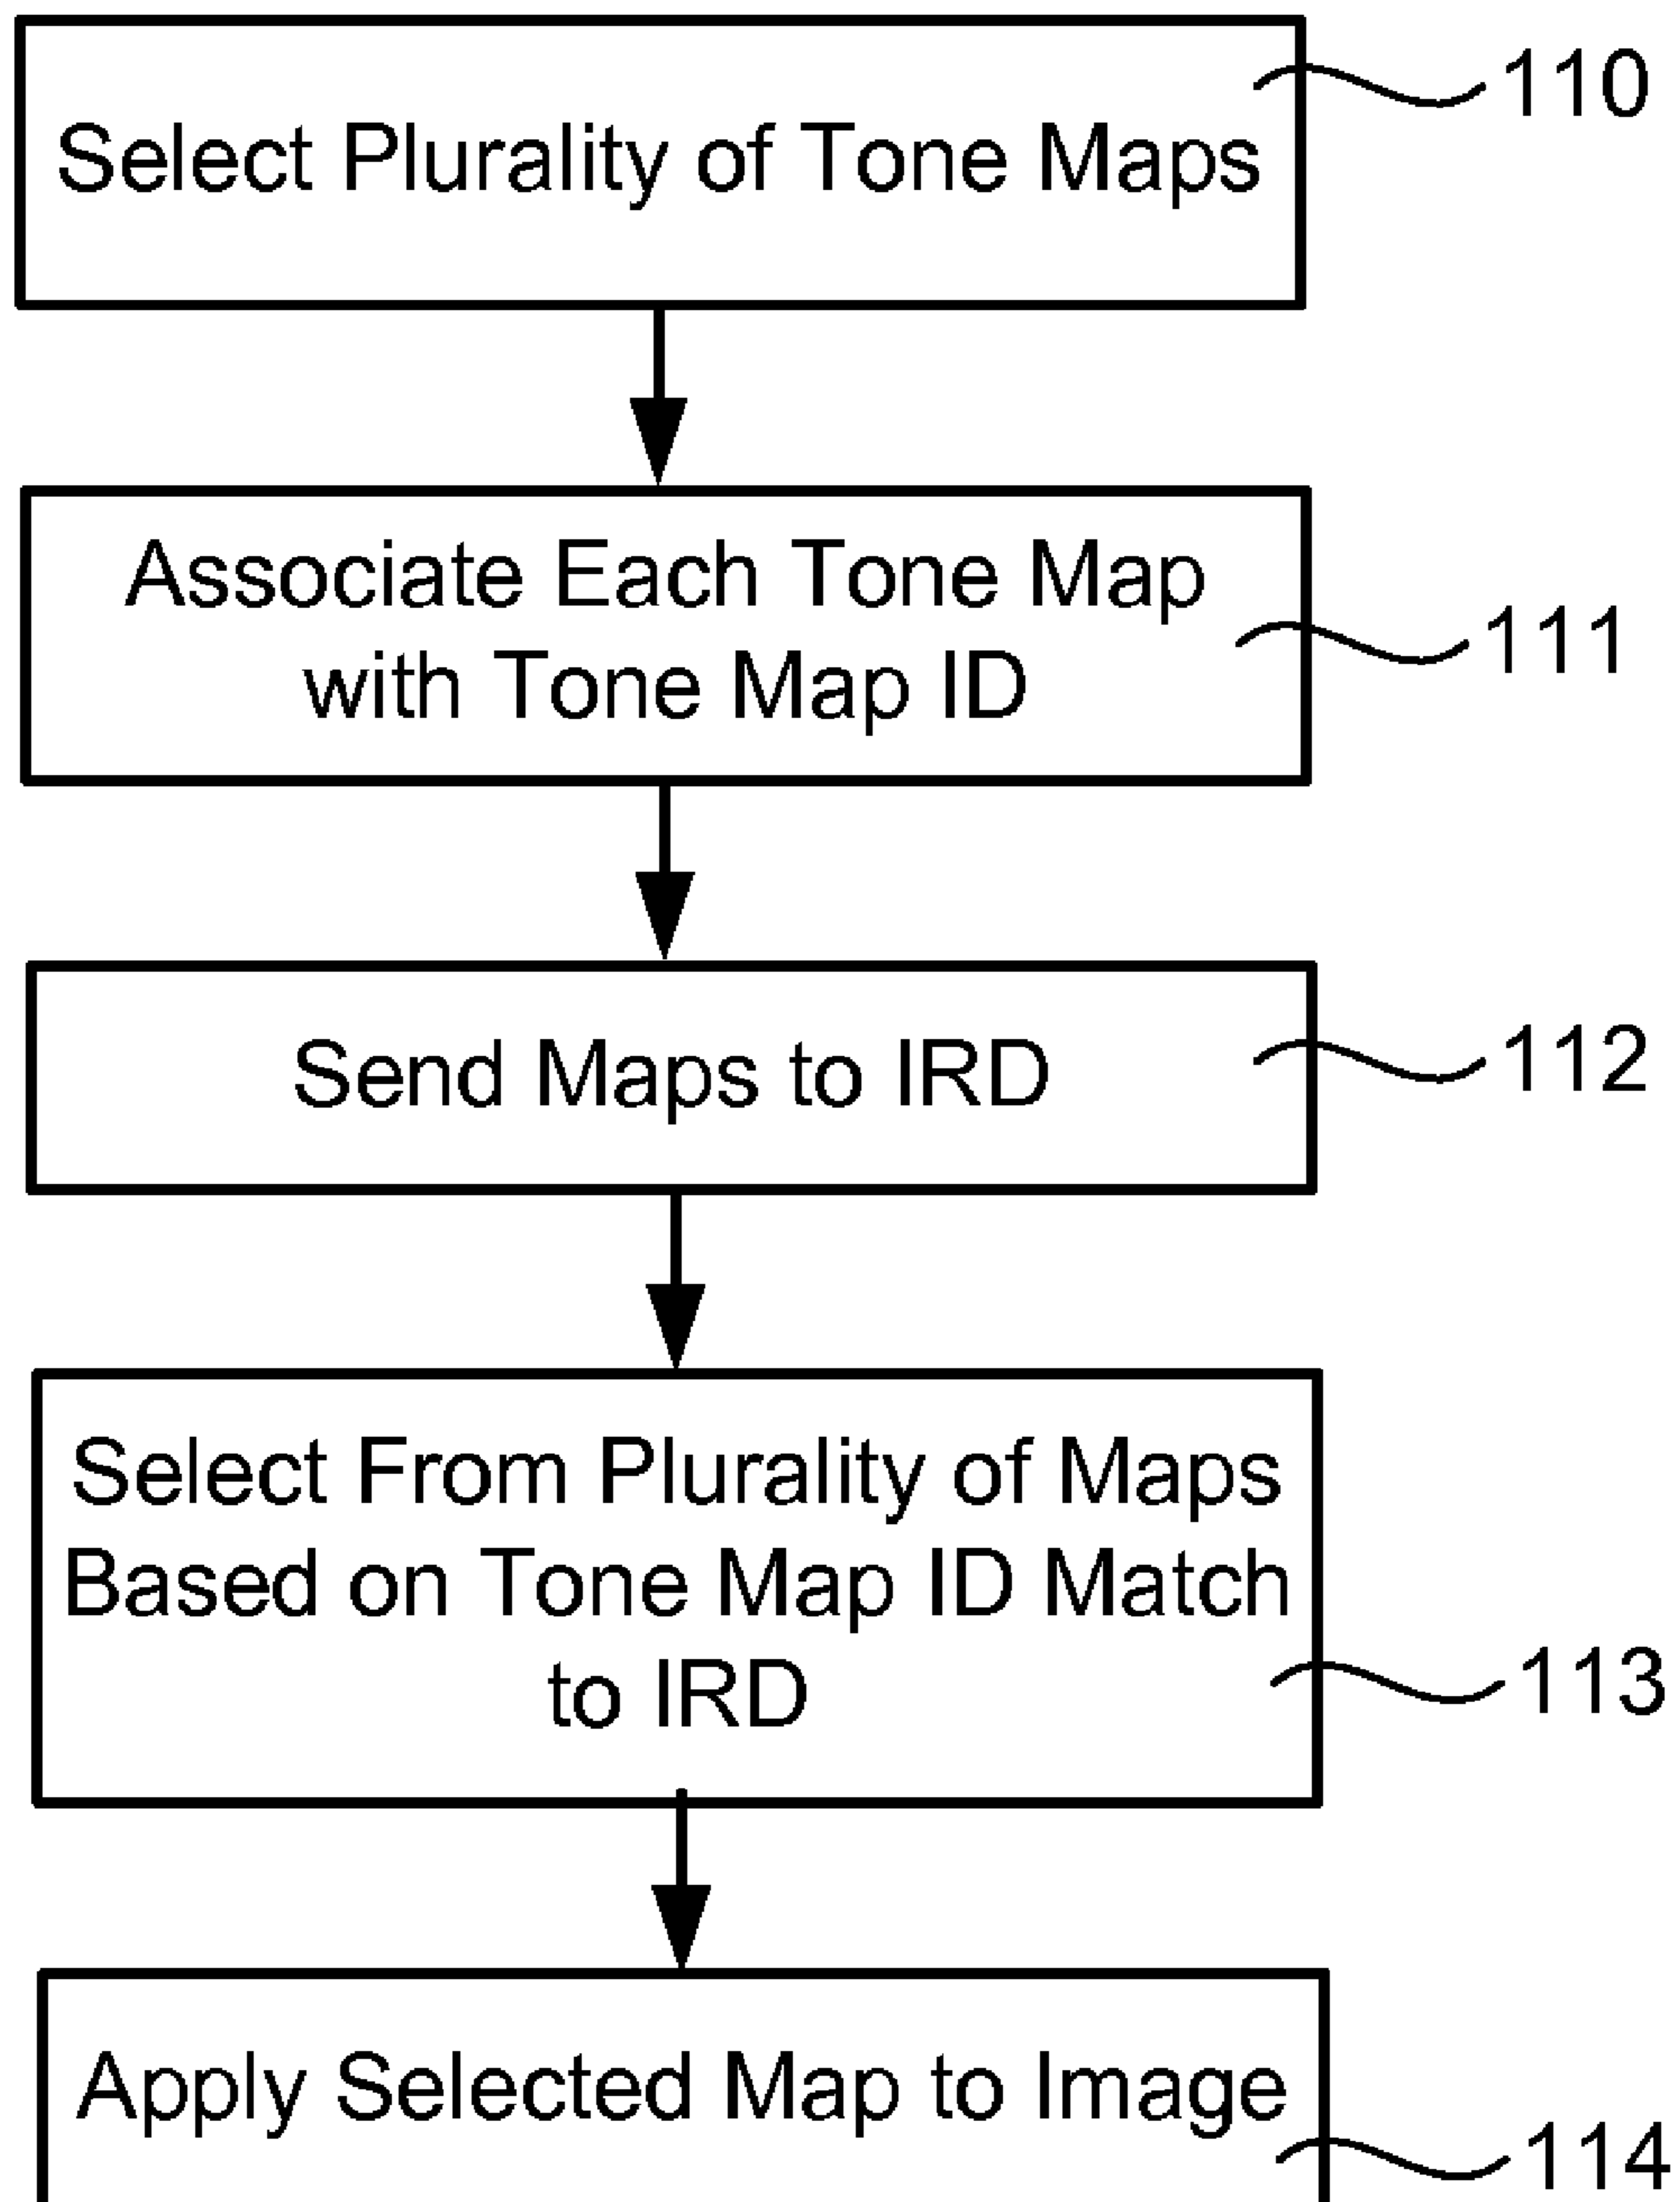 Select Plurality of Tone Maps
110
Associate Each Tone Map
with Tone Map ID
111
Send Maps to IRD
112
Select From Plurality of Maps
Based on Tone Map ID Match
to IRD
113
Apply Selected Map to Image
114